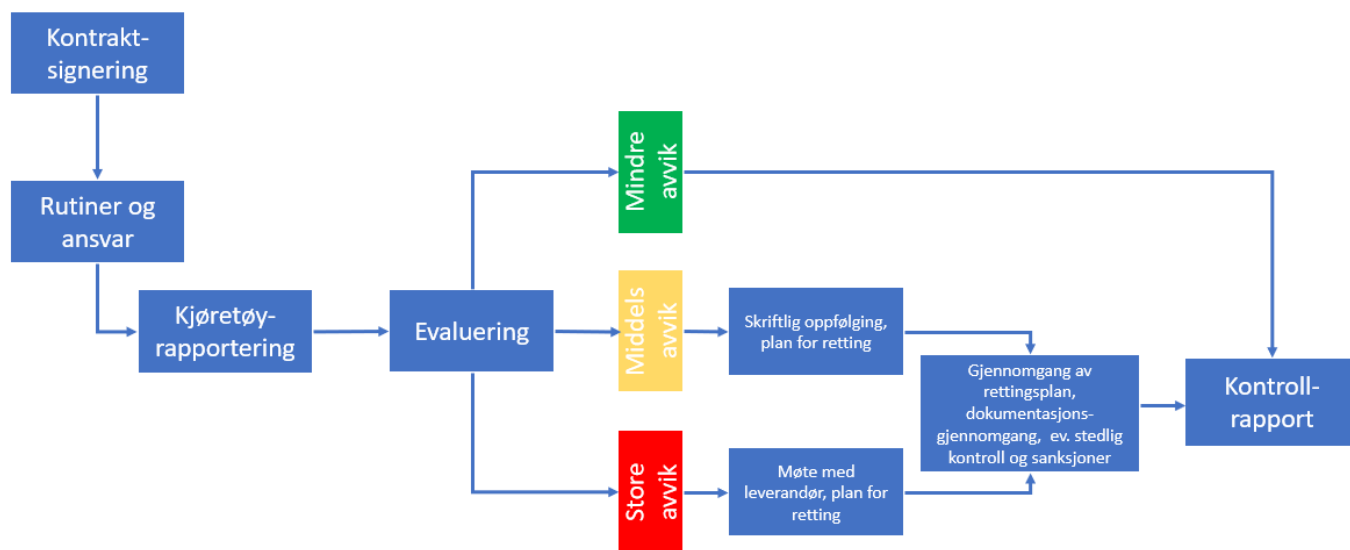 Kontrakt-
signering
Rutiner og
ansvar
Kjøretøy-
rapportering
Evaluering
Mindre
avvik
Middels
avvik
Store
avvik
Skriftlig oppfølging,
plan for retting
Møte med
leverandør, plan for
retting
Gjennomgang av
rettingsplan,
dokumentasjons-
gjennomgang,  ev. stedlig
kontroll og sanksjoner
Kontroll-
rapport